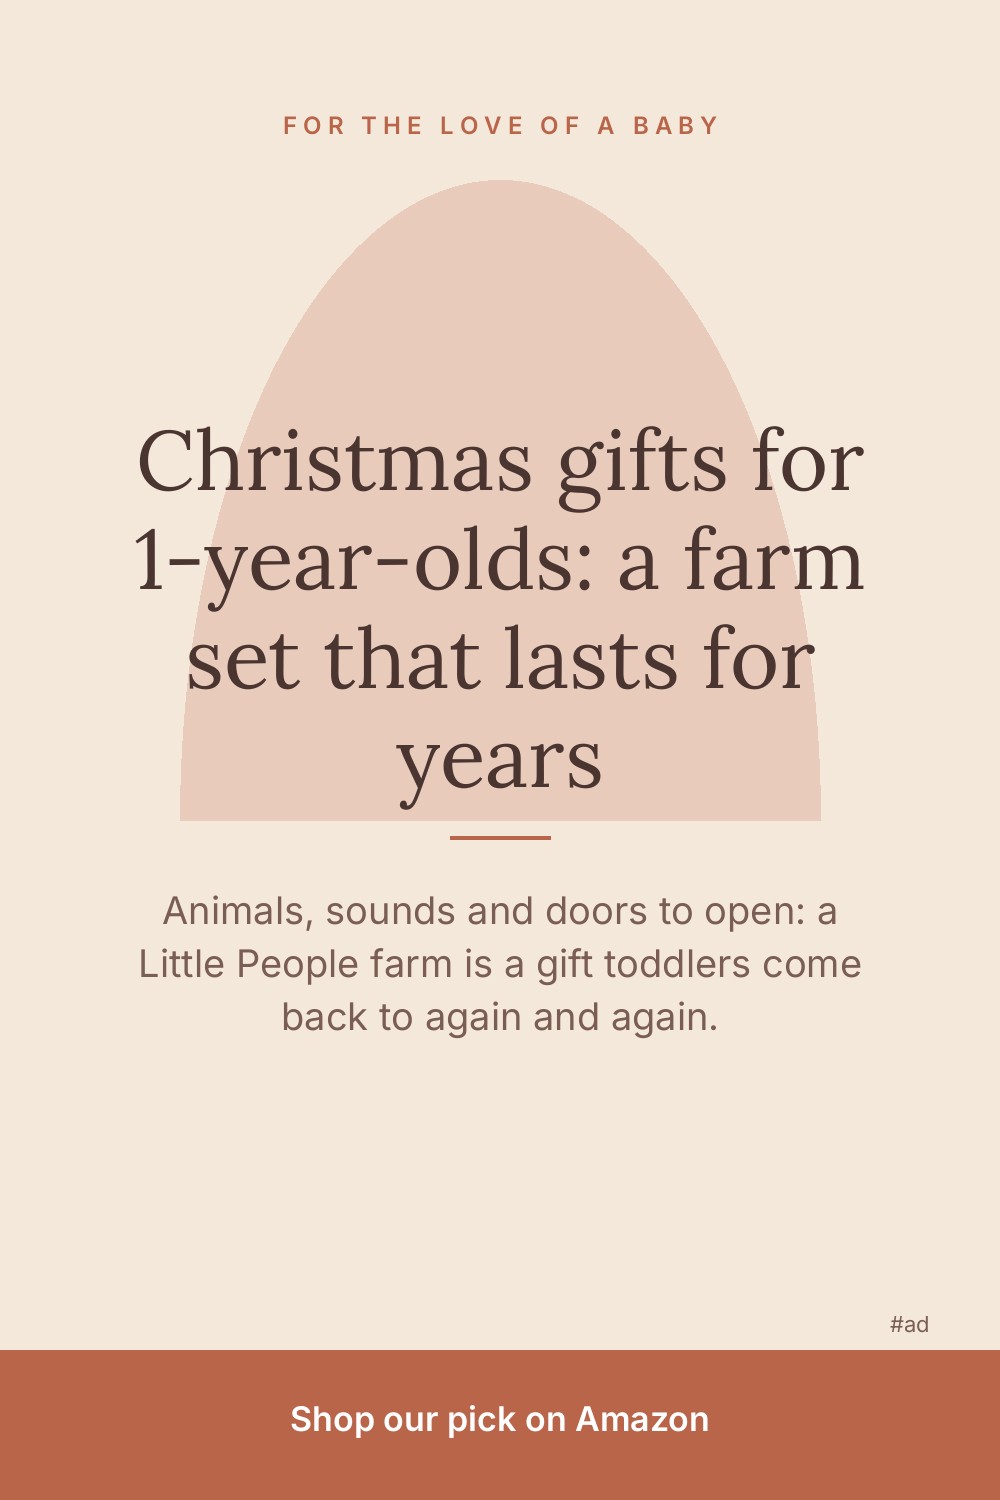 FOR THE LOVE OF A BABY
Christmas gifts for
1-year-olds: a farm
set that lasts for
years
Animals, sounds and doors to open: a
Little People farm is a gift toddlers come
back to again and again.
#ad
Shop our pick on Amazon